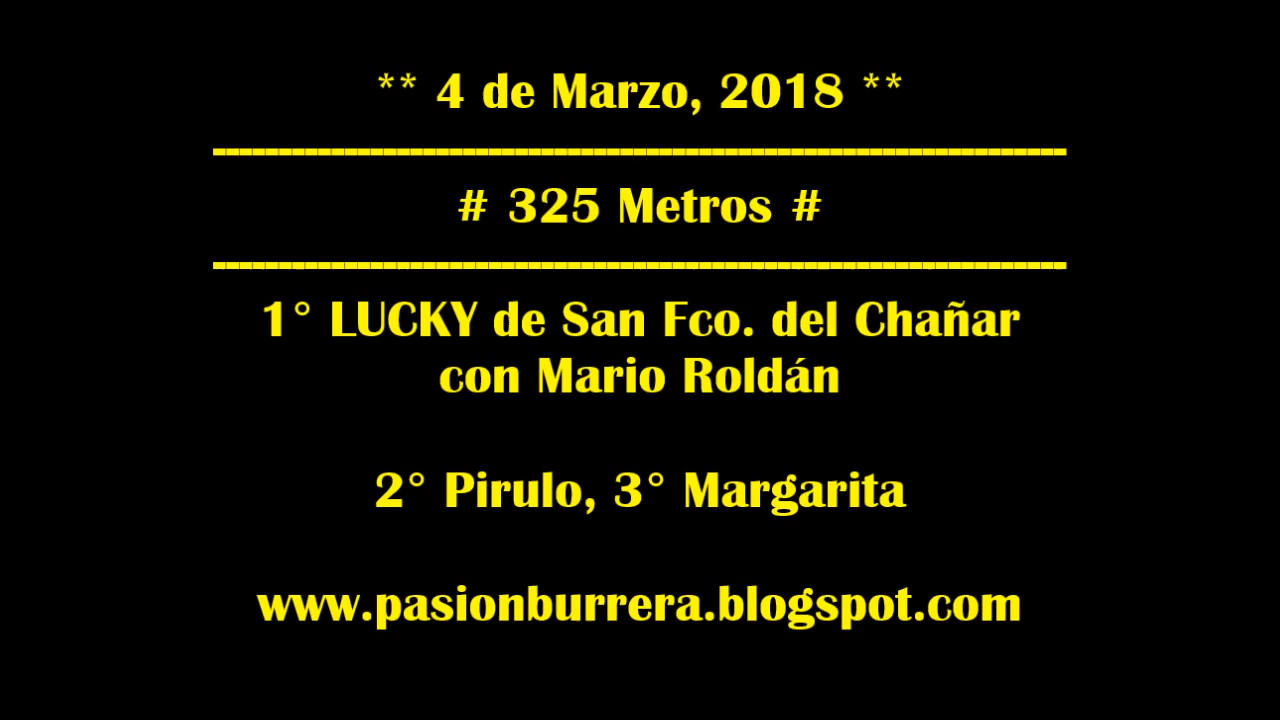 ** 4 de Marzo, 2018 **
-----------------------------------------------------------------
# 325 Metros #
-----------------------------------------------------------------
1° LUCKY de San Fco. del Chañar
con Mario Roldán
2° Pirulo, 3° Margarita
www.pasionburrera.blogspot.com